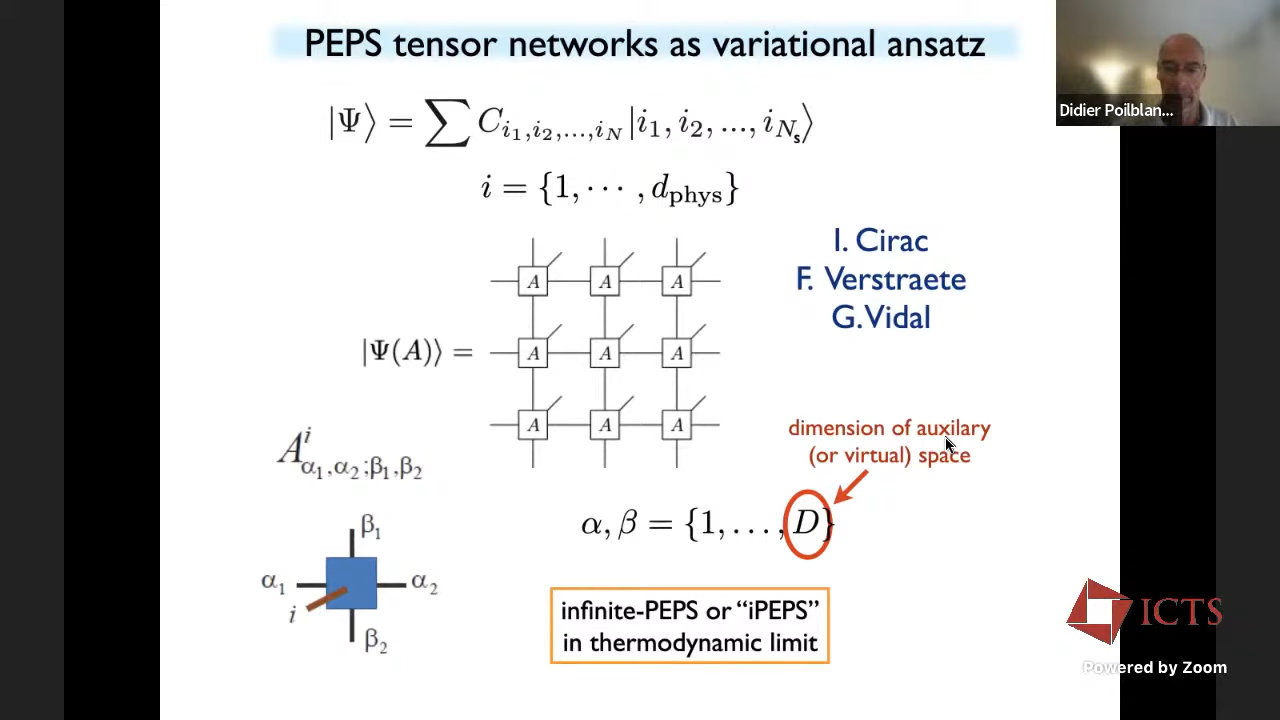 PEPS tensor networks as variational ansatz
|Ψ⟩ = ∑ C_{i_1,i_2,...,i_N} |i_1, i_2, ..., i_{N_s}⟩
i = {1, ⋯ , d_phys}
I. Cirac
F. Verstraete
G. Vidal
A A A
|Ψ(A)⟩ =
A A A
A A A
A^i_{α_1,α_2;β_1,β_2}
dimension of auxilary
(or virtual) space
α, β = {1, . . . , D}
β_1
α_1
α_2
i
β_2
infinite-PEPS or “iPEPS”
in thermodynamic limit
Didier Poilblan...
ICTS
Powered by Zoom